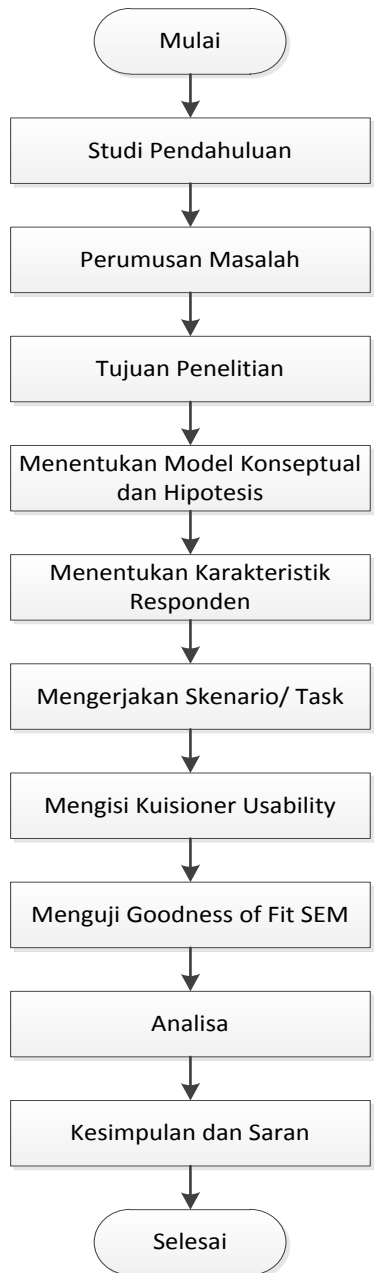 Mulai
Studi Pendahuluan
Perumusan Masalah
Tujuan Penelitian
Menentukan Model Konseptual
dan Hipotesis
Menentukan Karakteristik
Responden
Mengerjakan Skenario/ Task
Mengisi Kuisioner Usability
Menguji Goodness of Fit SEM
Analisa
Kesimpulan dan Saran
Selesai